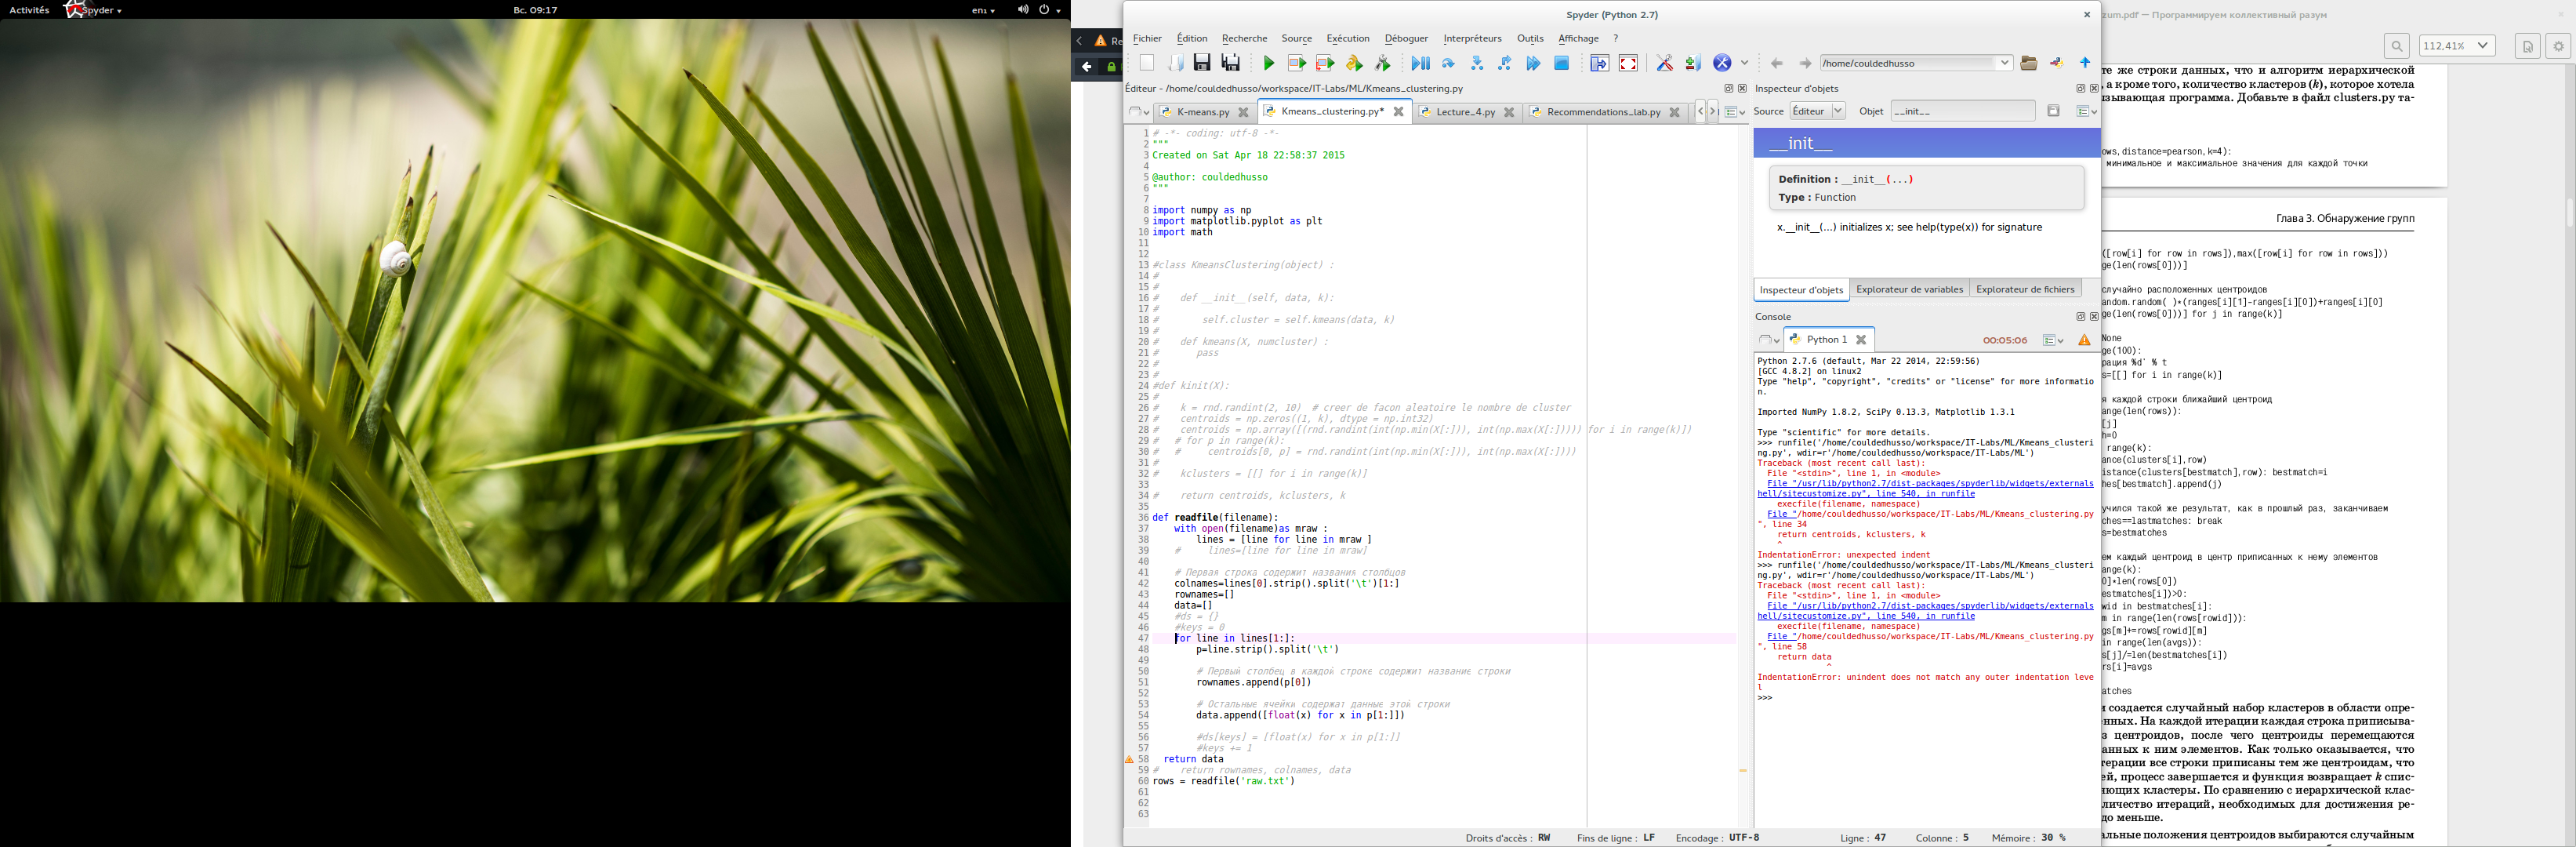 Activités
Spyder
Вс. 09:17
en₁
Re
Spyder (Python 2.7)
Fichier Édition Recherche Source Exécution Déboguer Interpréteurs Outils Affichage ?
/home/couldedhusso
Éditeur - /home/couldedhusso/workspace/IT-Labs/ML/Kmeans_clustering.py
K-means.py Kmeans_clustering.py* Lecture_4.py Recommendations_lab.py
1 # -*- coding: utf-8 -*-
2 """
3 Created on Sat Apr 18 22:58:37 2015
4
5 @author: couldedhusso
6 """
7
8 import numpy as np
9 import matplotlib.pyplot as plt
10 import math
11
12
13 #class KmeansClustering(object) :
14 #
15 #
16 #    def __init__(self, data, k):
17 #
18 #        self.cluster = self.kmeans(data, k)
19 #
20 #    def kmeans(X, numcluster) :
21 #       pass
22 #
23 #
24 #def kinit(X):
25 #
26 #    k = rnd.randint(2, 10)  # creer de facon aleatoire le nombre de cluster
27 #    centroids = np.zeros((1, k), dtype = np.int32)
28 #    centroids = np.array([(rnd.randint(int(np.min(X[:])), int(np.max(X[:])))) for i in range(k)])
29 #   # for p in range(k):
30 #   #     centroids[0, p] = rnd.randint(int(np.min(X[:])), int(np.max(X[:])))
31 #
32 #    kclusters = [[] for i in range(k)]
33
34 #    return centroids, kclusters, k
35
36 def readfile(filename):
37     with open(filename)as mraw :
38         lines = [line for line in mraw ]
39     #     lines=[line for line in mraw]
40
41     # Первая строка содержит названия столбцов
42     colnames=lines[0].strip().split('\t')[1:]
43     rownames=[]
44     data=[]
45     #ds = {}
46     #keys = 0
47     for line in lines[1:]:
48         p=line.strip().split('\t')
49
50         # Первый столбец в каждой строке содержит название строки
51         rownames.append(p[0])
52
53         # Остальные ячейки содержат данные этой строки
54         data.append([float(x) for x in p[1:]])
55
56         #ds[keys] = [float(x) for x in p[1:]]
57         #keys += 1
58   return data
59 #    return rownames, colnames, data
60 rows = readfile('raw.txt')
61
62
63
Inspecteur d'objets
Source Éditeur Objet __init__
__init__
Definition : __init__(...)
Type : Function
x.__init__(...) initializes x; see help(type(x)) for signature
Inspecteur d'objets Explorateur de variables Explorateur de fichiers
Console
Python 1 00:05:06
Python 2.7.6 (default, Mar 22 2014, 22:59:56)
[GCC 4.8.2] on linux2
Type "help", "copyright", "credits" or "license" for more informatio
n.
Imported NumPy 1.8.2, SciPy 0.13.3, Matplotlib 1.3.1
Type "scientific" for more details.
>>> runfile('/home/couldedhusso/workspace/IT-Labs/ML/Kmeans_clusteri
ng.py', wdir=r'/home/couldedhusso/workspace/IT-Labs/ML')
Traceback (most recent call last):
File "<stdin>", line 1, in <module>
File "/usr/lib/python2.7/dist-packages/spyderlib/widgets/externals
hell/sitecustomize.py", line 540, in runfile
execfile(filename, namespace)
File "/home/couldedhusso/workspace/IT-Labs/ML/Kmeans_clustering.py
", line 34
return centroids, kclusters, k
^
IndentationError: unexpected indent
>>> runfile('/home/couldedhusso/workspace/IT-Labs/ML/Kmeans_clusteri
ng.py', wdir=r'/home/couldedhusso/workspace/IT-Labs/ML')
Traceback (most recent call last):
File "<stdin>", line 1, in <module>
File "/usr/lib/python2.7/dist-packages/spyderlib/widgets/externals
hell/sitecustomize.py", line 540, in runfile
execfile(filename, namespace)
File "/home/couldedhusso/workspace/IT-Labs/ML/Kmeans_clustering.py
", line 58
return data
^
IndentationError: unindent does not match any outer indentation leve
l
>>>
Droits d'accès : RW Fins de ligne : LF Encodage : UTF-8 Ligne : 47 Colonne : 5 Mémoire : 30 %
zum.pdf — Программируем коллективный разум
112,41%
те же строки данных, что и алгоритм иерархической
, а кроме того, количество кластеров (k), которое хотела
ызывающая программа. Добавьте в файл clusters.py та-
ows,distance=pearson,k=4):
минимальное и максимальное значения для каждой точки
Глава 3. Обнаружение групп
([row[i] for row in rows]),max([row[i] for row in rows]))
ge(len(rows[0]))]
случайно расположенных центроидов
andom.random( )*(ranges[i][1]-ranges[i][0])+ranges[i][0]
ge(len(rows[0]))] for j in range(k)]
None
ge(100):
рация %d' % t
s=[[] for i in range(k)]
я каждой строки ближайший центроид
ange(len(rows)):
[j]
h=0
range(k):
ance(clusters[i],row)
istance(clusters[bestmatch],row): bestmatch=i
hes[bestmatch].append(j)
учился такой же результат, как в прошлый раз, заканчиваем
ches==lastmatches: break
s=bestmatches
ем каждый центроид в центр приписанных к нему элементов
ange(k):
0]*len(rows[0])
estmatches[i])>0:
wid in bestmatches[i]:
m in range(len(rows[rowid])):
gs[m]+=rows[rowid][m]
in range(len(avgs)):
s[j]/=len(bestmatches[i])
rs[i]=avgs
atches
и создается случайный набор кластеров в области опре-
нных. На каждой итерации каждая строка приписыва-
з центроидов, после чего центроиды перемещаются
анных к ним элементов. Как только оказывается, что
терации все строки приписаны тем же центроидам, что
ей, процесс завершается и функция возвращает k спис-
яющих кластеры. По сравнению с иерархической клас-
личество итераций, необходимых для достижения ре-
до меньше.
альные положения центроидов выбираются случайным